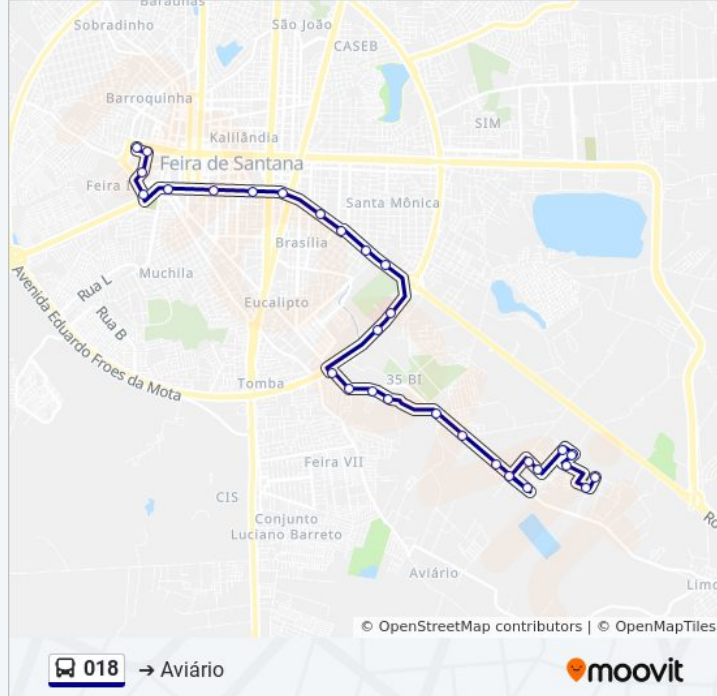 Baraúnas
Sobradinho
São João
CASEB
Barroquinha
SIM
Kalilândia
Feira de Santana
Feira I
Santa Mônica
Brasília
Muchila
Rua L
Eucalipto
Rua B
Avenida Eduardo Froes da Mota
35 BI
Tomba
Feira VII
CIS
Conjunto
Luciano Barreto
Aviário
Limo
© OpenStreetMap contributors | © OpenMapTiles
018 → Aviário
moovit